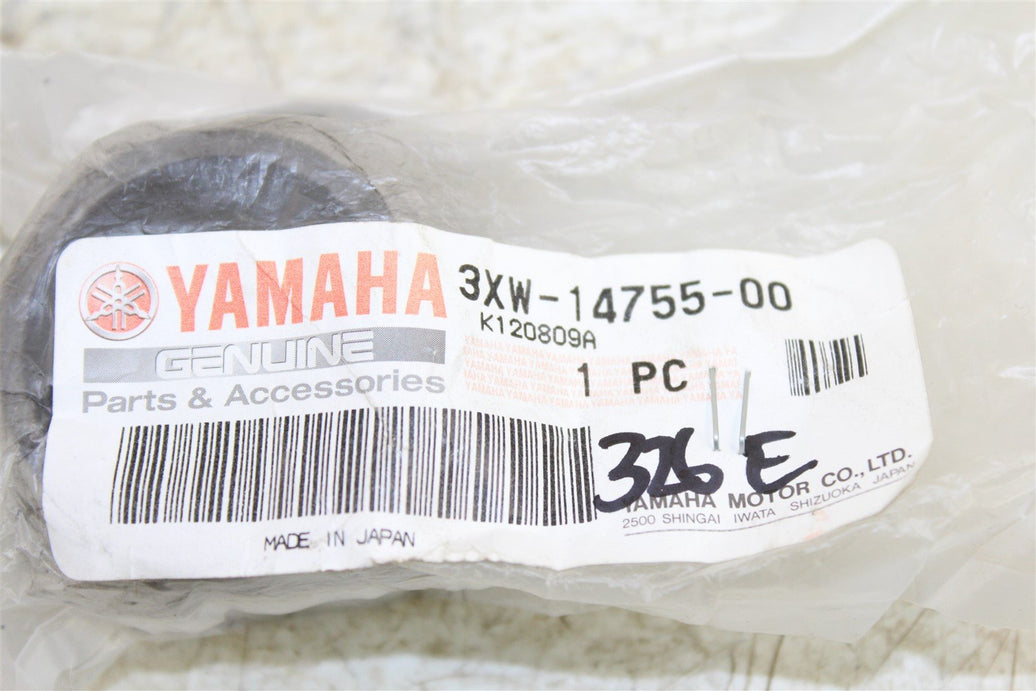 YAMAHA
GENUINE
Parts & Accessories
3XW-14755-00
K120809A
1 PC
326 E
YAMAHA MOTOR CO., LTD.
2500 SHINGAI IWATA SHIZUOKA JAPAN
MADE IN JAPAN